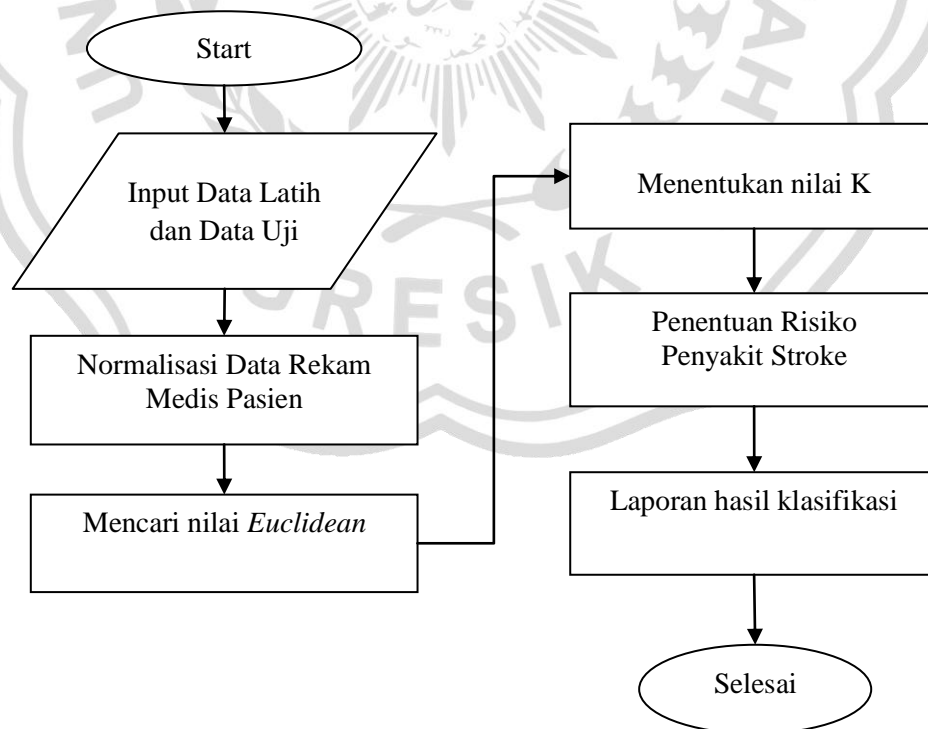 Start
Input Data Latih
dan Data Uji
Normalisasi Data Rekam
Medis Pasien
Mencari nilai Euclidean
Menentukan nilai K
Penentuan Risiko
Penyakit Stroke
Laporan hasil klasifikasi
Selesai
RESIK